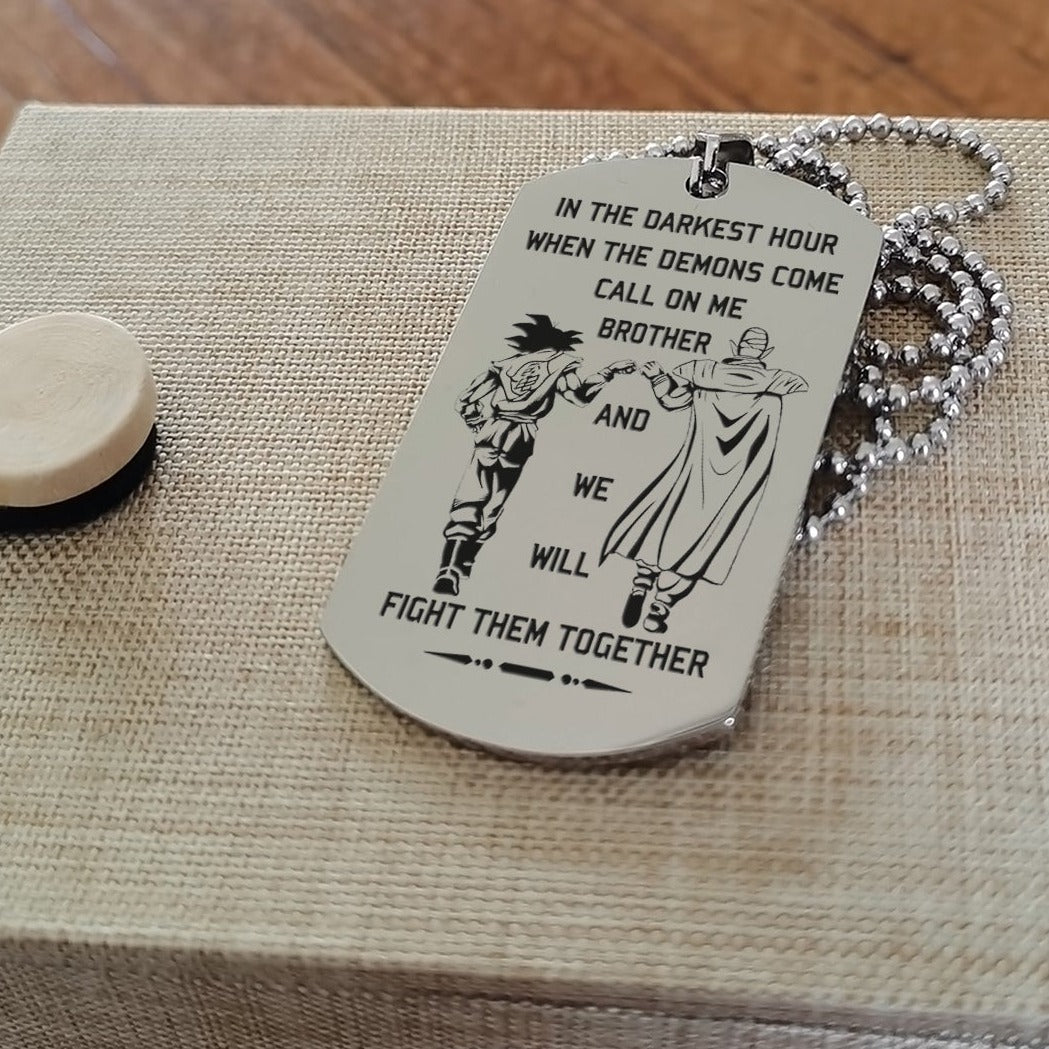 IN THE DARKEST HOUR
WHEN THE DEMONS COME
CALL ON ME
BROTHER
AND
WE
WILL
FIGHT THEM TOGETHER